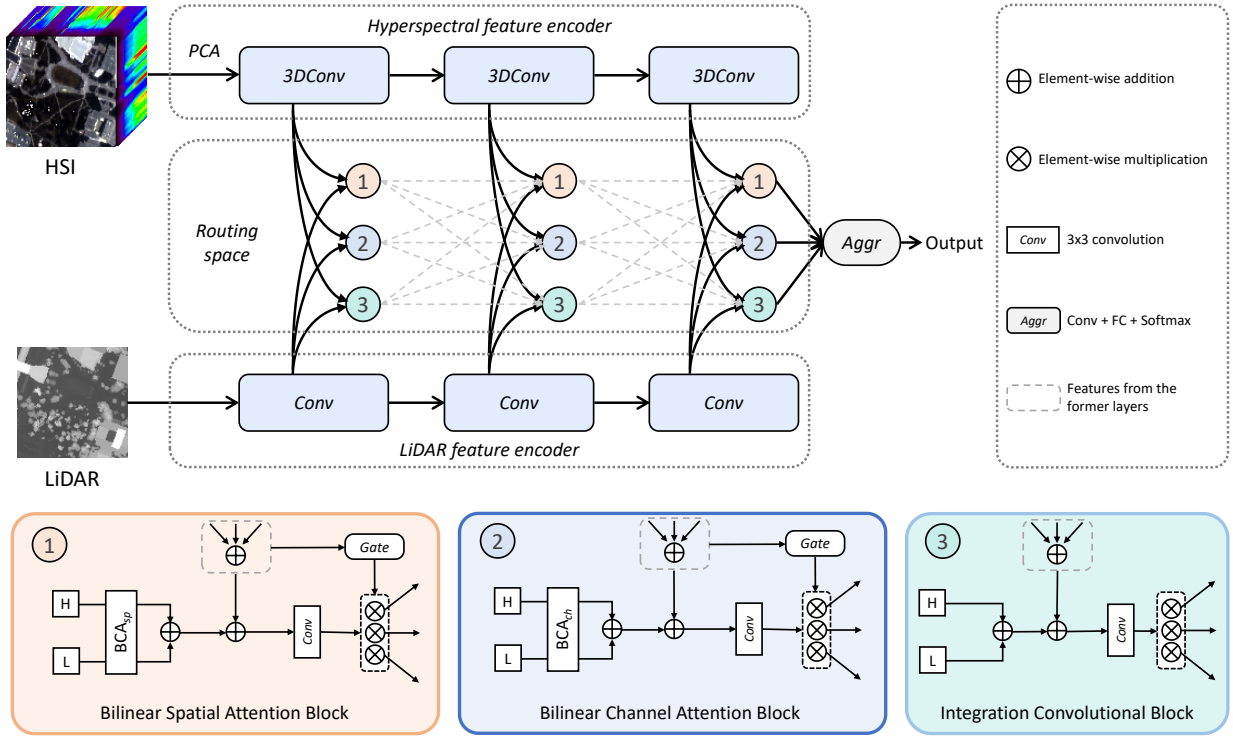 Hyperspectral feature encoder
PCA
3DConv
3DConv
3DConv
HSI
1
1
1
Routing
space
2
2
2
Aggr
Output
3
3
3
Conv
Conv
Conv
LiDAR feature encoder
LiDAR
Element-wise addition
Element-wise multiplication
Conv
3x3 convolution
Aggr
Conv + FC + Softmax
Features from the
former layers
1
Gate
H
L
BCAsp
Conv
Bilinear Spatial Attention Block
2
Gate
H
L
BCAch
Conv
Bilinear Channel Attention Block
3
H
L
Conv
Integration Convolutional Block